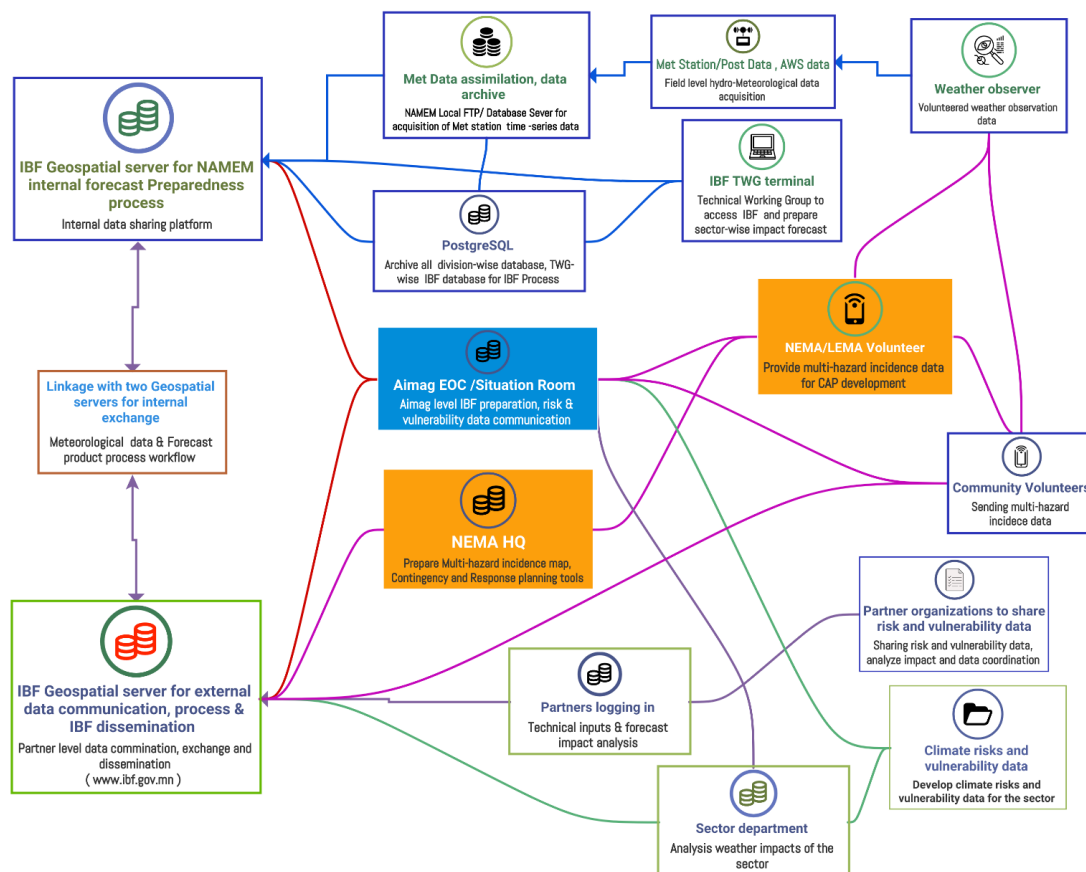 Met Data assimilation, data
archive
NAMEM Local FTP/ Database Sever for
acquisition of Met station time -series data
Met Station/Post Data , AWS data
Field level hydro-Meteorological data
acquisition
Weather observer
Volunteered weather observation
data
IBF Geospatial server for NAMEM
internal forecast Preparedness
process
Internal data sharing platform
IBF TWG terminal
Technical Working Group to
access IBF and prepare
sector-wise impact forecast
PostgreSQL
Archive all division-wise database, TWG-
wise IBF database for IBF Process
NEMA/LEMA Volunteer
Provide multi-hazard incidence data
for CAP development
Aimag EOC /Situation Room
Aimag level IBF preparation, risk &
vulnerability data communication
Linkage with two Geospatial
servers for internal
exchange
Meteorological data & Forecast
product process workflow
Community Volunteers
Sending multi-hazard
incidece data
NEMA HQ
Prepare Multi-hazard incidence map,
Contingency and Response planning tools
Partner organizations to share
risk and vulnerability data
Sharing risk and vulnerability data,
analyze impact and data coordination
IBF Geospatial server for external
data communication, process &
IBF dissemination
Partner level data commination, exchange and
dissemination
( www.ibf.gov.mn )
Partners logging in
Technical inputs & forecast
impact analysis
Climate risks and
vulnerability data
Develop climate risks and
vulnerability data for the sector
Sector department
Analysis weather impacts of the
sector